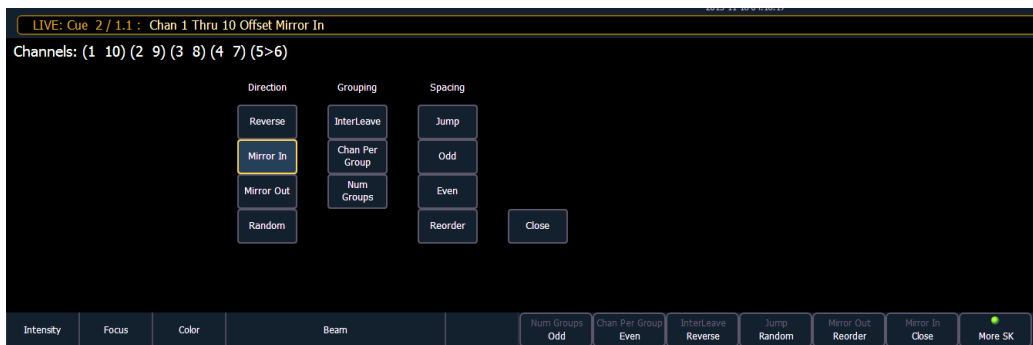 LIVE: Cue 2 / 1.1 : Chan 1 Thru 10 Offset Mirror In
Channels: (1 10) (2 9) (3 8) (4 7) (5>6)
Direction Grouping Spacing
Reverse InterLeave Jump
Mirror In Chan Per Group Odd
Mirror Out Num Groups Even
Random Reorder Close
Intensity Focus Color Beam
Num Groups Chan Per Group InterLeave Jump Mirror Out Mirror In
Odd Even Reverse Random Reorder Close More SK